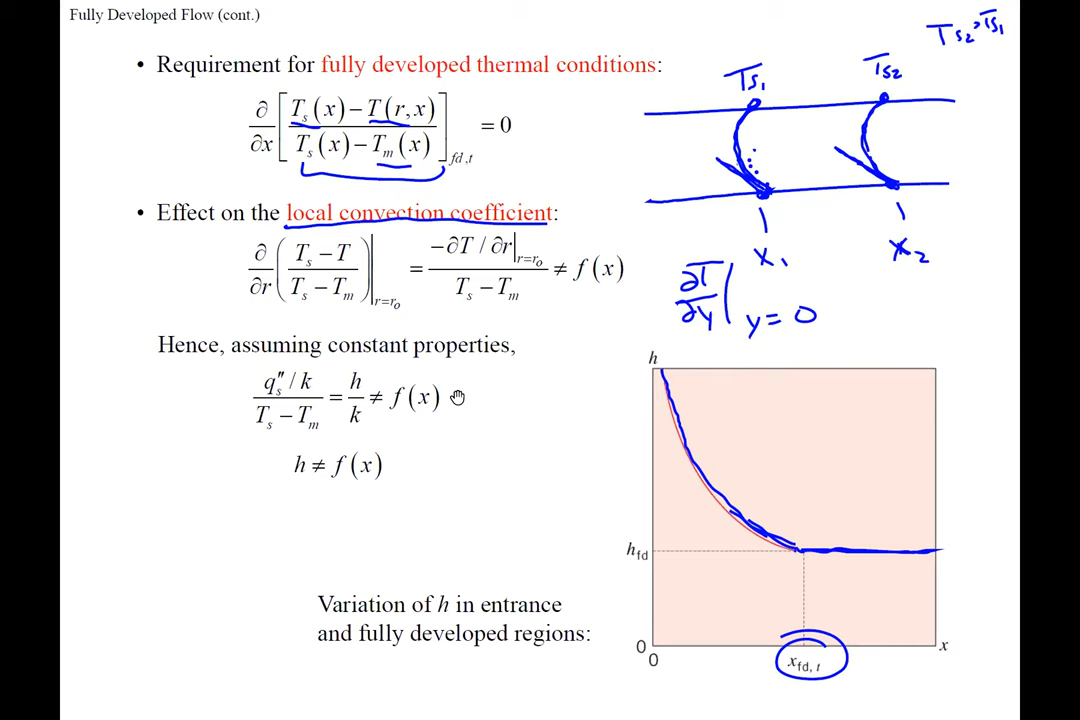 Fully Developed Flow (cont.)
• Requirement for fully developed thermal conditions:
∂/∂x [ (T_s(x) − T(r, x)) / (T_s(x) − T_m(x)) ]_fd,t = 0
• Effect on the local convection coefficient:
∂/∂r ( (T_s − T) / (T_s − T_m) )|_r=r_o = (−∂T / ∂r|_r=r_o) / (T_s − T_m) ≠ f(x)
Hence, assuming constant properties,
(q″_s / k) / (T_s − T_m) = h/k ≠ f(x)
h ≠ f(x)
Variation of h in entrance
and fully developed regions:
T_s2 > T_s1
T_s1
T_s2
x_1
x_2
∂T/∂y |_y = 0
h
h_fd
0
0
x_fd, t
x